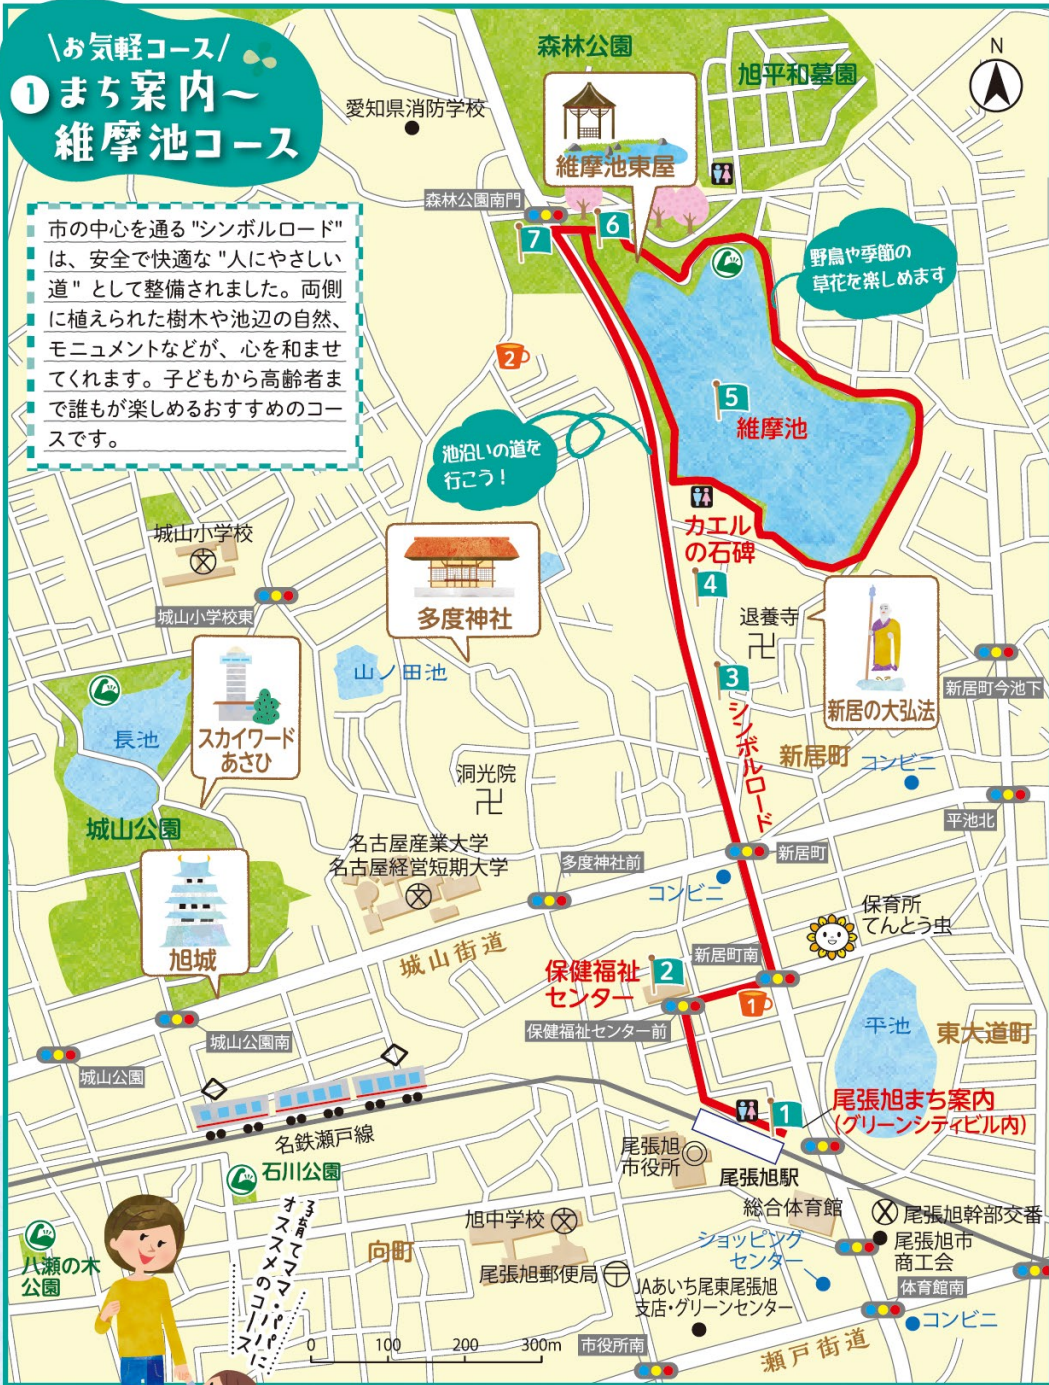 \お気軽コース/
1 まち案内～
維摩池コース
市の中心を通る"シンボルロード"
は、安全で快適な"人にやさしい
道"として整備されました。両側
に植えられた樹木や池辺の自然、
モニュメントなどが、心を和ませ
てくれます。子どもから高齢者ま
で誰もが楽しめるおすすめのコー
スです。
森林公園
旭平和墓園
N
愛知県消防学校
維摩池東屋
森林公園南門
7
6
野鳥や季節の
草花を楽しめます
2
5
維摩池
池沿いの道を
行こう!
城山小学校
カエル
の石碑
4
多度神社
城山小学校東
退養寺
新居の大弘法
新居町今池下
山ノ田池
3
シンボルロード
長池
スカイワード
あさひ
新居町
コンビニ
洞光院
平池北
城山公園
名古屋産業大学
名古屋経営短期大学
多度神社前
新居町
コンビニ
旭城
城山街道
保育所
てんとう虫
新居町南
保健福祉
センター
2
1
保健福祉センター前
平池
東大道町
城山公園南
城山公園
名鉄瀬戸線
1
尾張旭まち案内
(グリーンシティビル内)
尾張旭
市役所
尾張旭駅
石川公園
総合体育館
尾張旭幹部交番
旭中学校
ショッピング
センター
尾張旭市
商工会
八瀬の木
公園
子育てママ・パパに
オススメのコース
向町
尾張旭郵便局
JAあいち尾東尾張旭
支店・グリーンセンター
体育館南
コンビニ
0 100 200 300m
市役所南
瀬戸街道